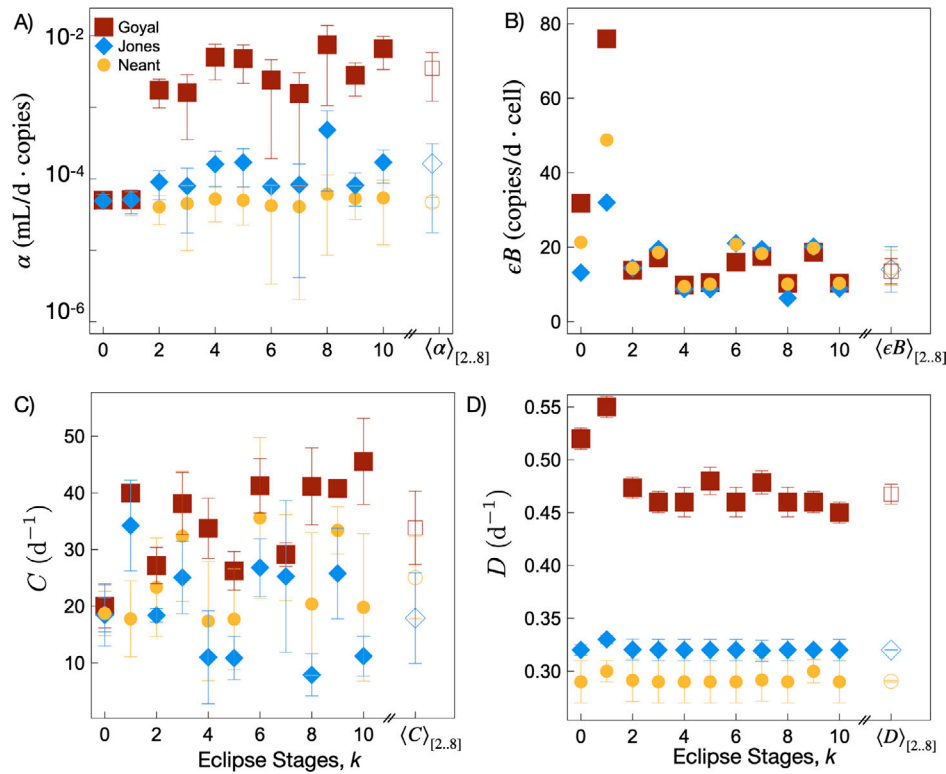 A)
Goyal
Jones
Neant
10⁻²
10⁻⁴
10⁻⁶
α (mL/d · copies)
0 2 4 6 8 10 ⟨α⟩[2..8]
B)
80
60
40
20
0
ϵB (copies/d · cell)
0 2 4 6 8 10 ⟨ϵB⟩[2..8]
C)
50
40
30
20
10
C (d⁻¹)
0 2 4 6 8 10 ⟨C⟩[2..8]
Eclipse Stages, k
D)
0.55
0.50
0.45
0.35
0.30
D (d⁻¹)
0 2 4 6 8 10 ⟨D⟩[2..8]
Eclipse Stages, k